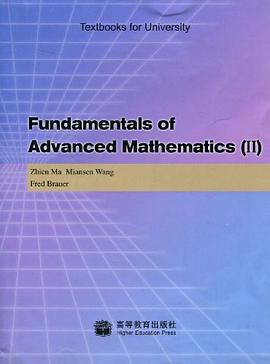 Textbooks for University
Fundamentals of
Advanced Mathematics (II)
Zhien Ma Miansen Wang
Fred Brauer
高等教育出版社
Higher Education Press